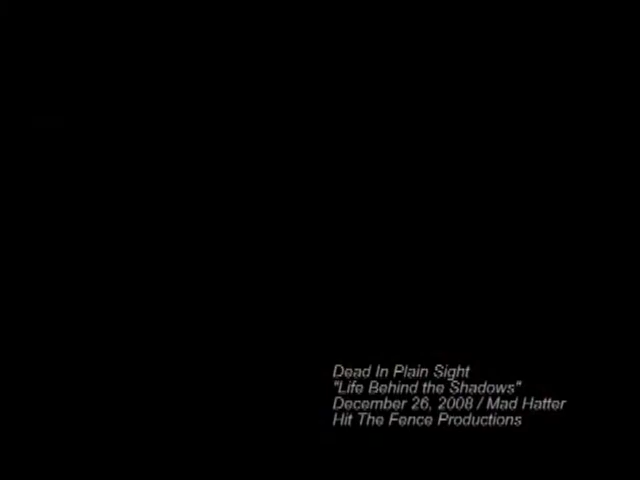 Dead In Plain Sight
"Life Behind the Shadows"
December 26, 2008 / Mad Hatter
Hit The Fence Productions